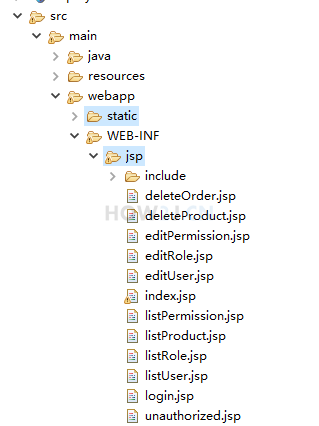 src
main
java
resources
webapp
static
WEB-INF
jsp
include
deleteOrder.jsp
deleteProduct.jsp
editPermission.jsp
editRole.jsp
editUser.jsp
index.jsp
listPermission.jsp
listProduct.jsp
listRole.jsp
listUser.jsp
login.jsp
unauthorized.jsp